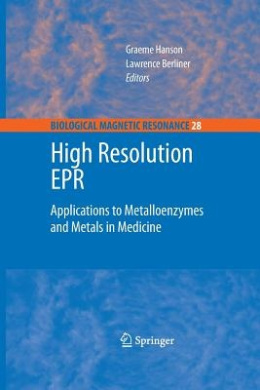 Graeme Hanson
Lawrence Berliner
Editors
BIOLOGICAL MAGNETIC RESONANCE 28
High Resolution
EPR
Applications to Metalloenzymes
and Metals in Medicine
Springer